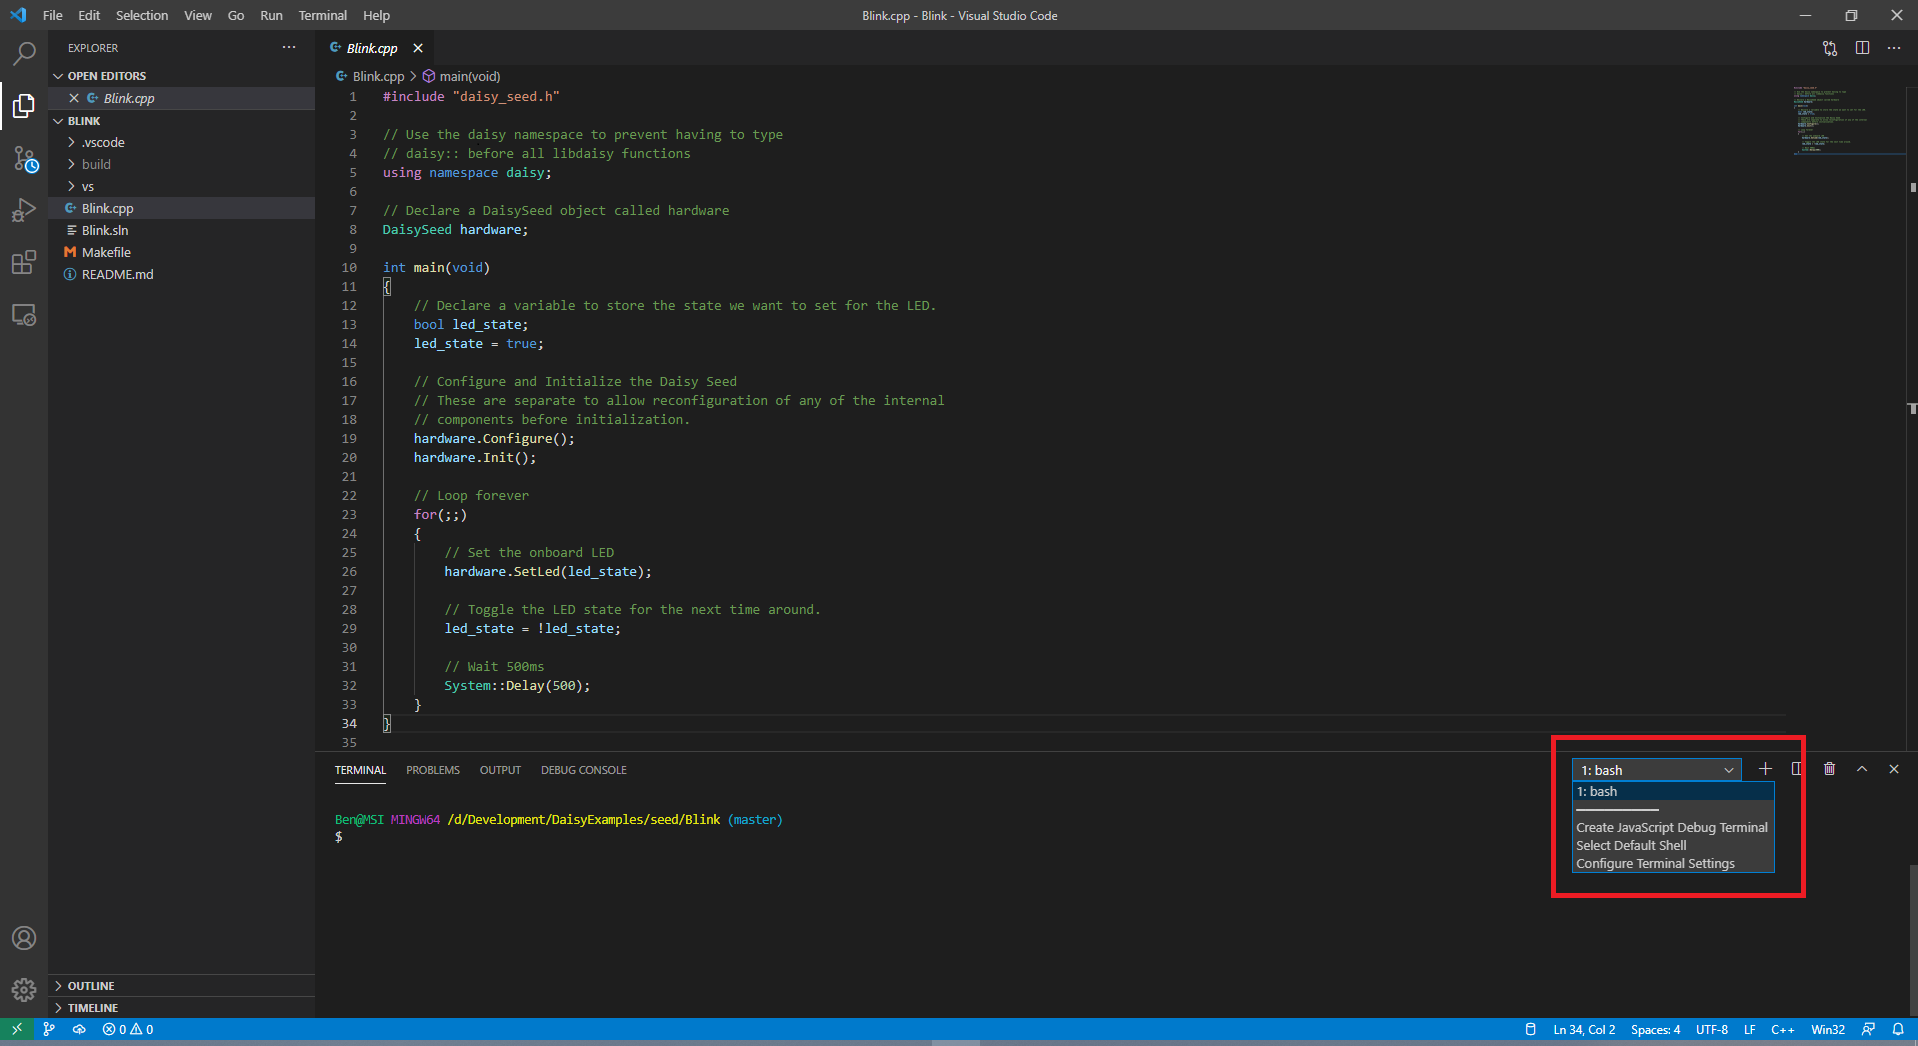 File Edit Selection View Go Run Terminal Help
Blink.cpp - Blink - Visual Studio Code
EXPLORER
OPEN EDITORS
Blink.cpp
BLINK
.vscode
build
vs
Blink.cpp
Blink.sln
Makefile
README.md
OUTLINE
TIMELINE
Blink.cpp
Blink.cpp > main(void)
1 #include "daisy_seed.h"
2
3 // Use the daisy namespace to prevent having to type
4 // daisy:: before all libdaisy functions
5 using namespace daisy;
6
7 // Declare a DaisySeed object called hardware
8 DaisySeed hardware;
9
10 int main(void)
11 {
12 // Declare a variable to store the state we want to set for the LED.
13 bool led_state;
14 led_state = true;
15
16 // Configure and Initialize the Daisy Seed
17 // These are separate to allow reconfiguration of any of the internal
18 // components before initialization.
19 hardware.Configure();
20 hardware.Init();
21
22 // Loop forever
23 for(;;)
24 {
25 // Set the onboard LED
26 hardware.SetLed(led_state);
27
28 // Toggle the LED state for the next time around.
29 led_state = !led_state;
30
31 // Wait 500ms
32 System::Delay(500);
33 }
34 }
35
TERMINAL PROBLEMS OUTPUT DEBUG CONSOLE
1: bash
1: bash
Create JavaScript Debug Terminal
Select Default Shell
Configure Terminal Settings
Ben@MSI MINGW64 /d/Development/DaisyExamples/seed/Blink (master)
$
0 0
Ln 34, Col 2 Spaces: 4 UTF-8 LF C++ Win32